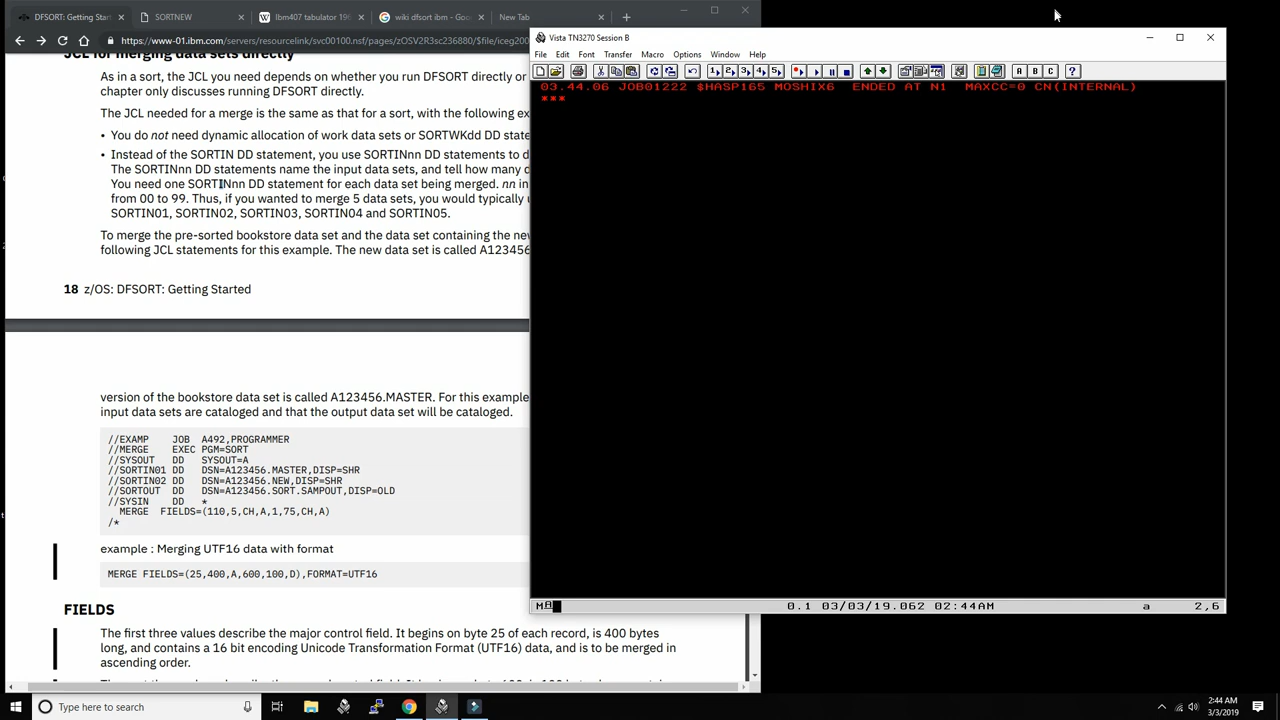 DFSORT: Getting Star
SORTNEW
Ibm407 tabulator 19
wiki dfsort ibm - Goo
New Tab
https://www-01.ibm.com/servers/resourcelink/svc00100.nsf/pages/zOSV2R3sc236880/$file/iceg200
JCL for merging data sets directly
As in a sort, the JCL you need depends on whether you run DFSORT directly or
chapter only discusses running DFSORT directly.
The JCL needed for a merge is the same as that for a sort, with the following ex
• You do not need dynamic allocation of work data sets or SORTWKdd DD state
• Instead of the SORTIN DD statement, you use SORTINnn DD statements to d
The SORTINnn DD statements name the input data sets, and tell how many d
You need one SORTINnn DD statement for each data set being merged. nn in
from 00 to 99. Thus, if you wanted to merge 5 data sets, you would typically u
SORTIN01, SORTIN02, SORTIN03, SORTIN04 and SORTIN05.
To merge the pre-sorted bookstore data set and the data set containing the new
following JCL statements for this example. The new data set is called A123456
18 z/OS: DFSORT: Getting Started
version of the bookstore data set is called A123456.MASTER. For this example
input data sets are cataloged and that the output data set will be cataloged.
//EXAMP JOB A492,PROGRAMMER
//MERGE EXEC PGM=SORT
//SYSOUT DD SYSOUT=A
//SORTIN01 DD DSN=A123456.MASTER,DISP=SHR
//SORTIN02 DD DSN=A123456.NEW,DISP=SHR
//SORTOUT DD DSN=A123456.SORT.SAMPOUT,DISP=OLD
//SYSIN DD *
MERGE FIELDS=(110,5,CH,A,1,75,CH,A)
/*
example : Merging UTF16 data with format
MERGE FIELDS=(25,400,A,600,100,D),FORMAT=UTF16
FIELDS
The first three values describe the major control field. It begins on byte 25 of each record, is 400 bytes
long, and contains a 16 bit encoding Unicode Transformation Format (UTF16) data, and is to be merged in
ascending order.
Vista TN3270 Session B
File Edit Font Transfer Macro Options Window Help
1 2 3 4 5 A B C ?
03.44.06 JOB01222 $HASP165 MOSHIX6 ENDED AT N1 MAXCC=0 CN(INTERNAL)
***
0.1 03/03/19.062 02:44AM a 2,6
Type here to search
2:44 AM
3/3/2019